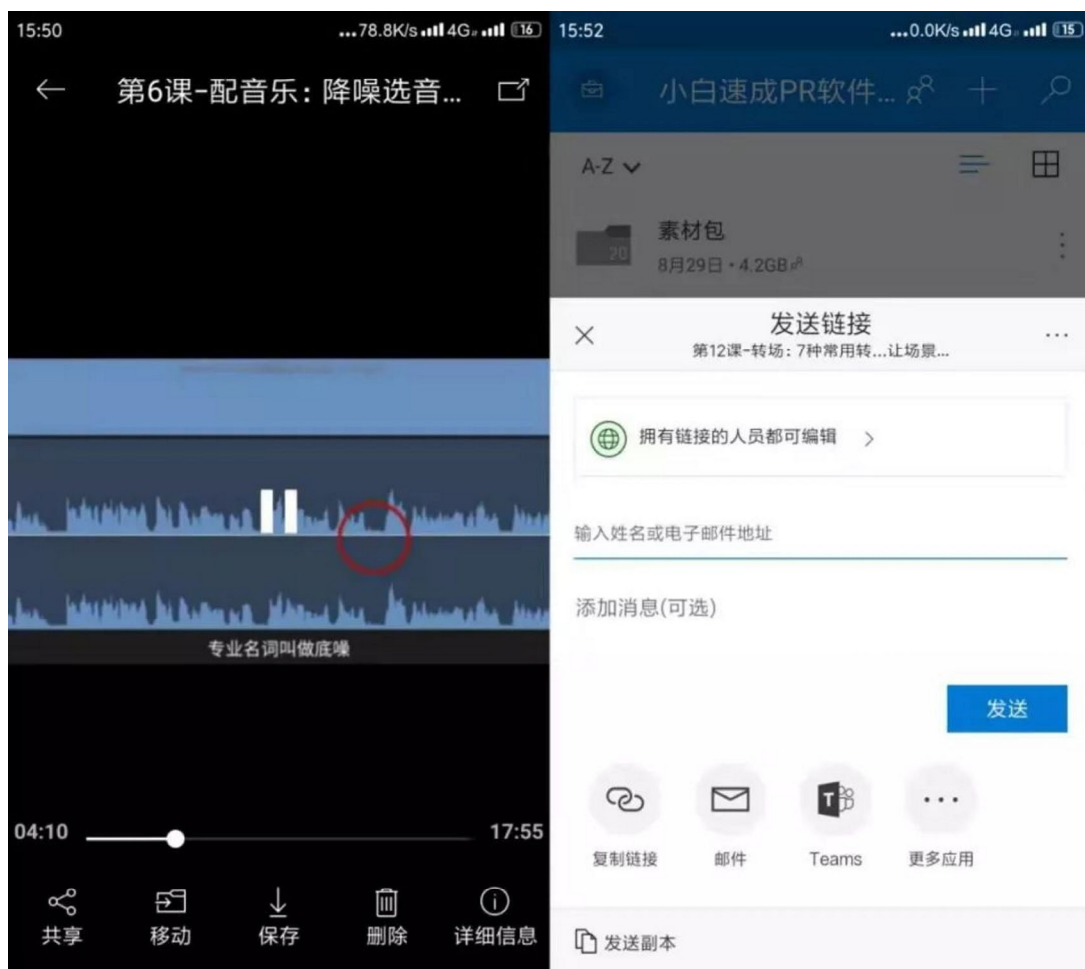 15:50
...78.8K/s 4G 16
第6课-配音乐: 降噪选音...
专业名词叫做底噪
04:10
17:55
共享
移动
保存
删除
详细信息
15:52
...0.0K/s 4G 15
小白速成PR软件...
A-Z
素材包
20
8月29日·4.2GB
发送链接
第12课-转场: 7种常用转...让场景...
拥有链接的人员都可编辑
输入姓名或电子邮件地址
添加消息(可选)
发送
T
复制链接
邮件
Teams
更多应用
发送副本